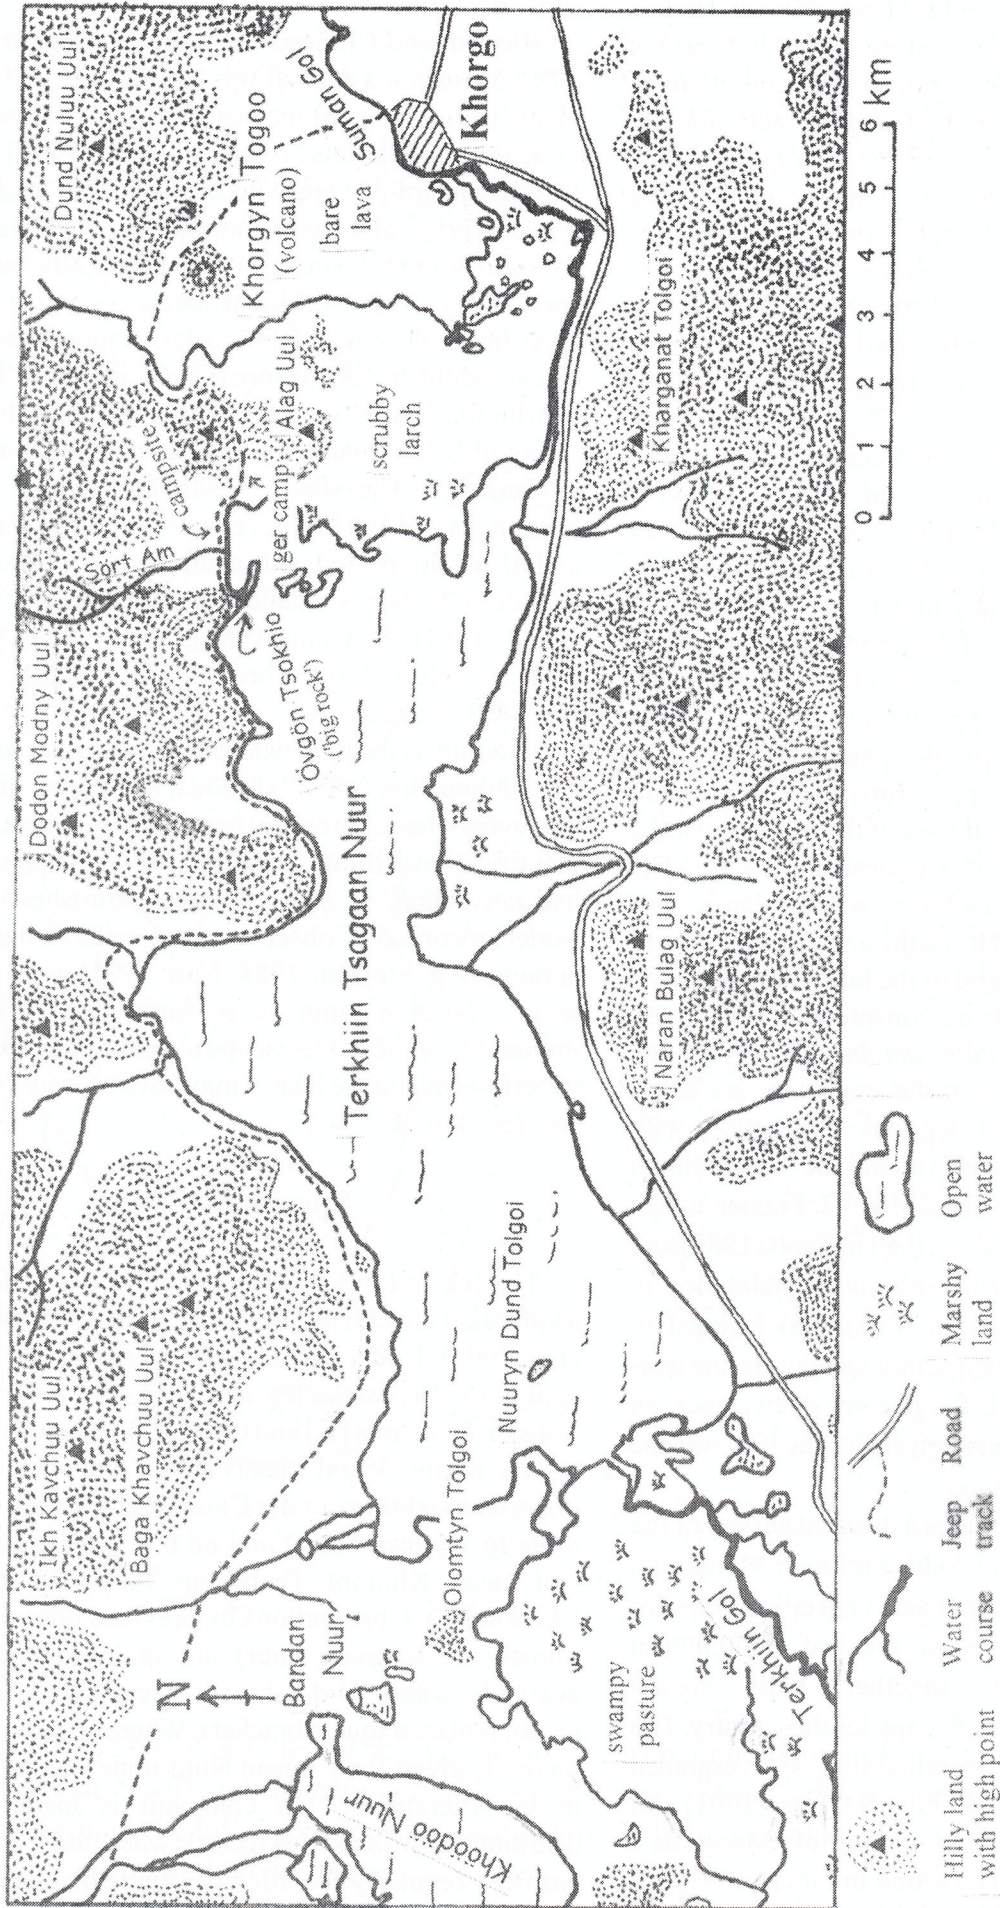 Ikh Kavchuu Uul
Baga Khavchuu Uul
Dodon Modny Uul
Dund Nuluu Uul
Sort Am
campsite
Khorgyn Togoo
(volcano)
Suman Gol
bare
lava
Khorgo
N
Bandan
Nuur
Khöodöö Nuur
Olomtyn Tolgoi
Nuuryn Dund Tolgoi
Terkhiin Tsagaan Nuur
Övgön Tsokhio
('big rock')
ger camp
Alag Uul
scrubby
larch
swampy
pasture
Terkhiin Gol
Naran Bulag Uul
Kharganat Tolgoi
0 1 2 3 4 5 6 km
Hilly land
with high point
Water
course
Jeep
track
Road
Marshy
land
Open
water